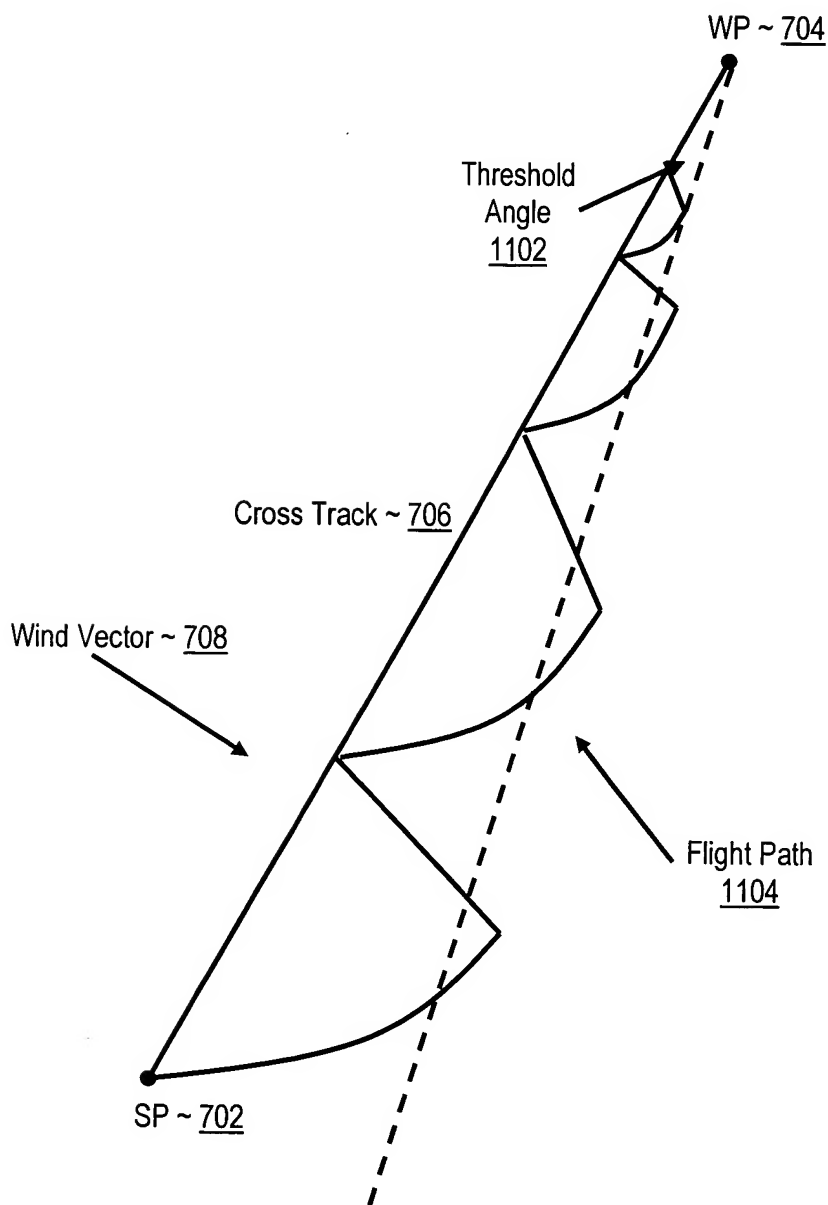 WP ~ 704
Threshold
Angle
1102
Cross Track ~ 706
Wind Vector ~ 708
Flight Path
1104
SP ~ 702